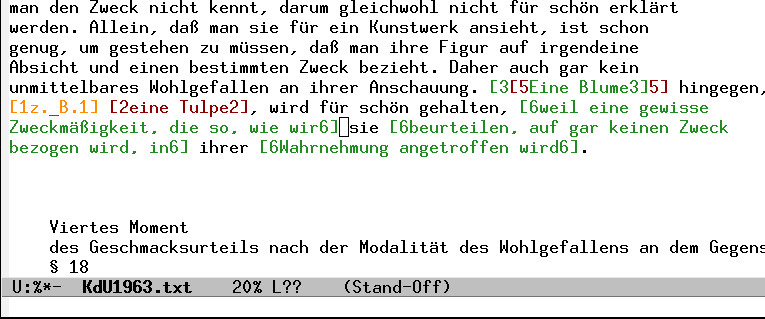 man den Zweck nicht kennt, darum gleichwohl nicht für schön erklärt
werden. Allein, daß man sie für ein Kunstwerk ansieht, ist schon
genug, um gestehen zu müssen, daß man ihre Figur auf irgendeine
Absicht und einen bestimmten Zweck bezieht. Daher auch gar kein
unmittelbares Wohlgefallen an ihrer Anschauung. [3[5Eine Blume3]5] hingegen,
[1z._B.1] [2eine Tulpe2], wird für schön gehalten, [6weil eine gewisse
Zweckmäßigkeit, die so, wie wir6] sie [6beurteilen, auf gar keinen Zweck
bezogen wird, in6] ihrer [6Wahrnehmung angetroffen wird6].
Viertes Moment
des Geschmacksurteils nach der Modalität des Wohlgefallens an dem Gegens
§ 18
U:%*- KdU1963.txt 20% L?? (Stand-Off)